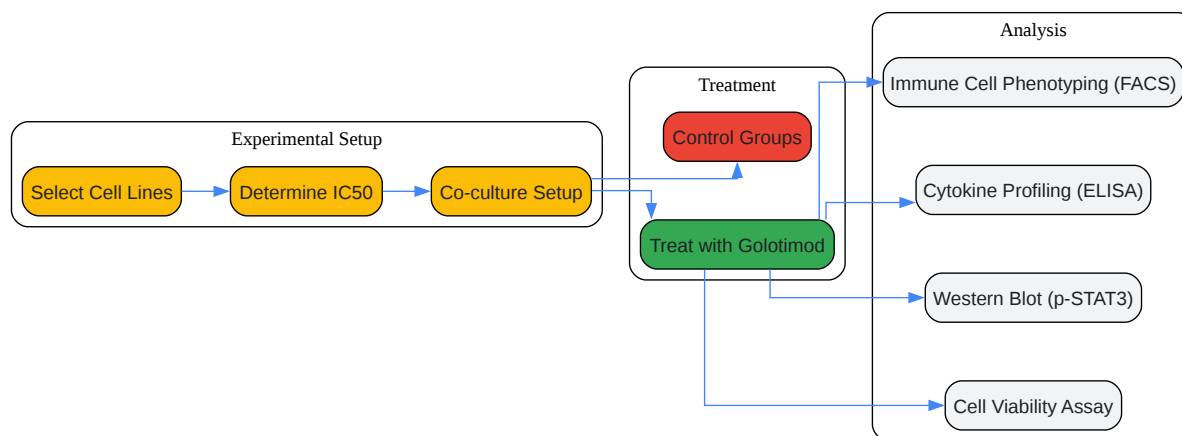 Experimental Setup
Select Cell Lines
Determine IC50
Co-culture Setup
Treatment
Control Groups
Treat with Golotimod
Analysis
Immune Cell Phenotyping (FACS)
Cytokine Profiling (ELISA)
Western Blot (p-STAT3)
Cell Viability Assay